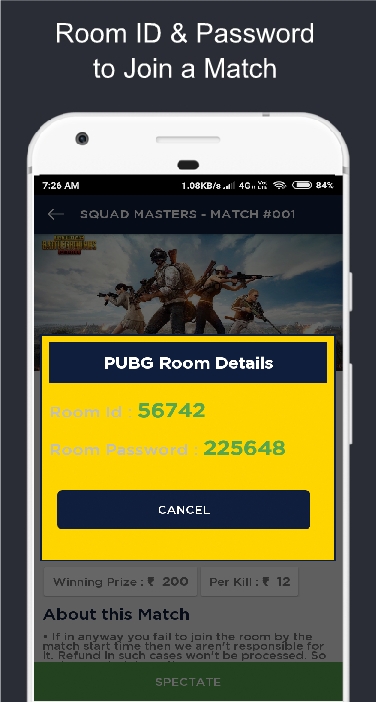 Room ID & Password
to Join a Match
7:26 AM 1.08KB/s 4G 84%
SQUAD MASTERS - MATCH #001
PUBG Room Details
Room Id : 56742
Room Password : 225648
CANCEL
Winning Prize : ₹ 200 Per Kill : ₹ 12
About this Match
• If in anyway you fail to join the room by the
match start time then we aren't responsible for
it. Refund in such cases won't be processed. So
SPECTATE